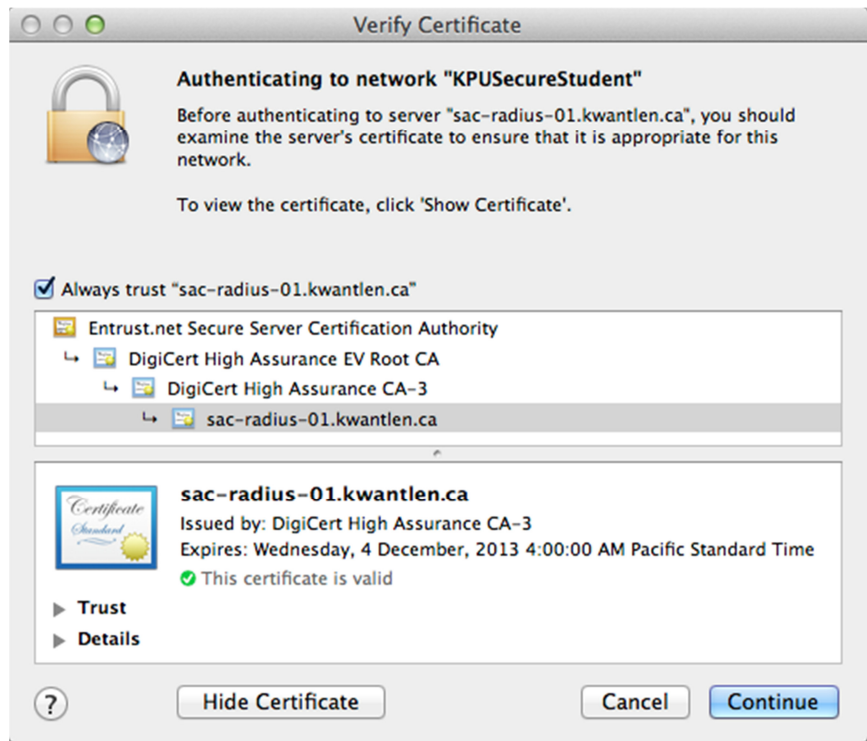 Verify Certificate
Authenticating to network "KPUSecureStudent"
Before authenticating to server "sac-radius-01.kwantlen.ca", you should
examine the server's certificate to ensure that it is appropriate for this
network.
To view the certificate, click 'Show Certificate'.
Always trust "sac-radius-01.kwantlen.ca"
Entrust.net Secure Server Certification Authority
DigiCert High Assurance EV Root CA
DigiCert High Assurance CA-3
sac-radius-01.kwantlen.ca
Certificate
Standard
sac-radius-01.kwantlen.ca
Issued by: DigiCert High Assurance CA-3
Expires: Wednesday, 4 December, 2013 4:00:00 AM Pacific Standard Time
This certificate is valid
Trust
Details
? Hide Certificate Cancel Continue